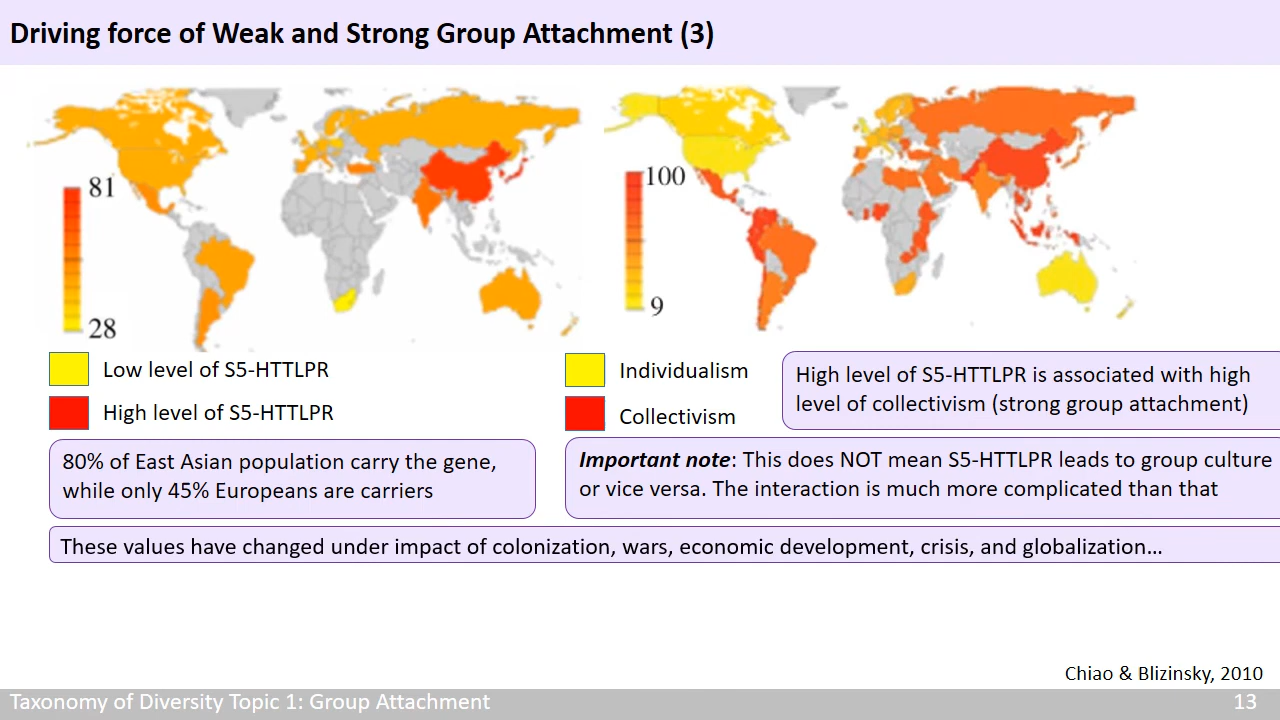 Driving force of Weak and Strong Group Attachment (3)
81
28
100
9
Low level of S5-HTTLPR
High level of S5-HTTLPR
Individualism
Collectivism
High level of S5-HTTLPR is associated with high
level of collectivism (strong group attachment)
80% of East Asian population carry the gene,
while only 45% Europeans are carriers
Important note: This does NOT mean S5-HTTLPR leads to group culture
or vice versa. The interaction is much more complicated than that
These values have changed under impact of colonization, wars, economic development, crisis, and globalization…
Chiao & Blizinsky, 2010
Taxonomy of Diversity Topic 1: Group Attachment
13